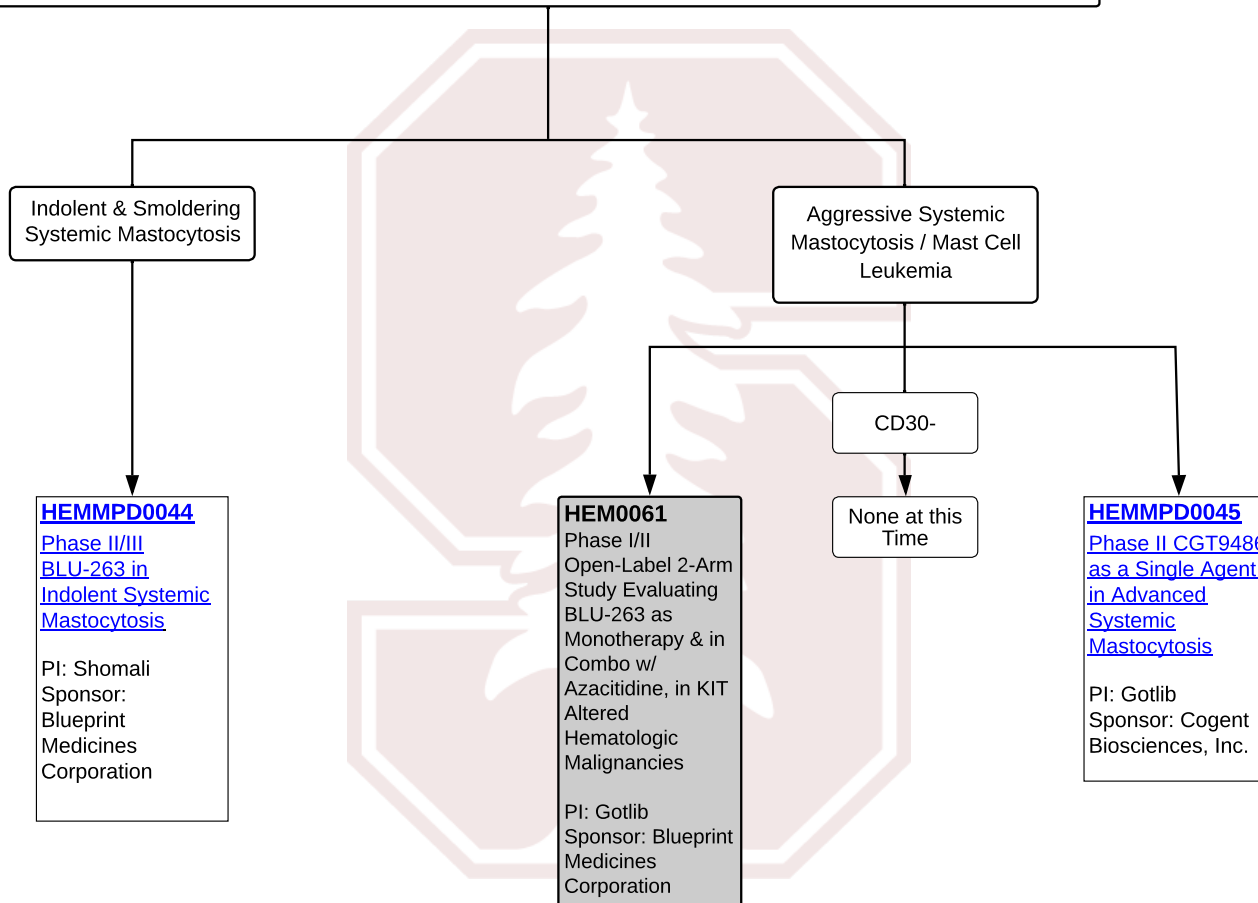 Indolent & Smoldering
Systemic Mastocytosis
Aggressive Systemic
Mastocytosis / Mast Cell
Leukemia
CD30-
None at this
Time
HEMMPD0044
Phase II/III
BLU-263 in
Indolent Systemic
Mastocytosis
PI: Shomali
Sponsor:
Blueprint
Medicines
Corporation
HEM0061
Phase I/II
Open-Label 2-Arm
Study Evaluating
BLU-263 as
Monotherapy & in
Combo w/
Azacitidine, in KIT
Altered
Hematologic
Malignancies
PI: Gotlib
Sponsor: Blueprint
Medicines
Corporation
HEMMPD0045
Phase II CGT9486
as a Single Agent
in Advanced
Systemic
Mastocytosis
PI: Gotlib
Sponsor: Cogent
Biosciences, Inc.